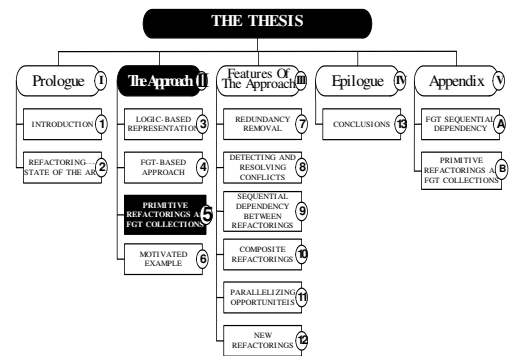 THE THESIS
Prologue
I
INTRODUCTION
1
REFACTORING—
STATE OF THE AR
2
The Approach
II
LOGIC-BASED
REPRESENTATION
3
FGT-BASED
APPROACH
4
PRIMITIVE
REFACTORINGS A
FGT COLLECTIONS
5
MOTIVATED
EXAMPLE
6
Features Of
The Approach
III
REDUNDANCY
REMOVAL
7
DETECTING AND
RESOLVING
CONFLICTS
8
SEQUENTIAL
DEPENDENCY
BETWEEN
REFACTORINGS
9
COMPOSITE
REFACTORINGS
10
PARALLELIZING
OPPORTUNITEIS
11
NEW
REFACTORINGS
12
Epilogue
IV
CONCLUSIONS
13
Appendix
V
FGT SEQUENTIAL
DEPENDENCY
A
PRIMITIVE
REFACTORINGS A
FGT COLLECTIONS
B